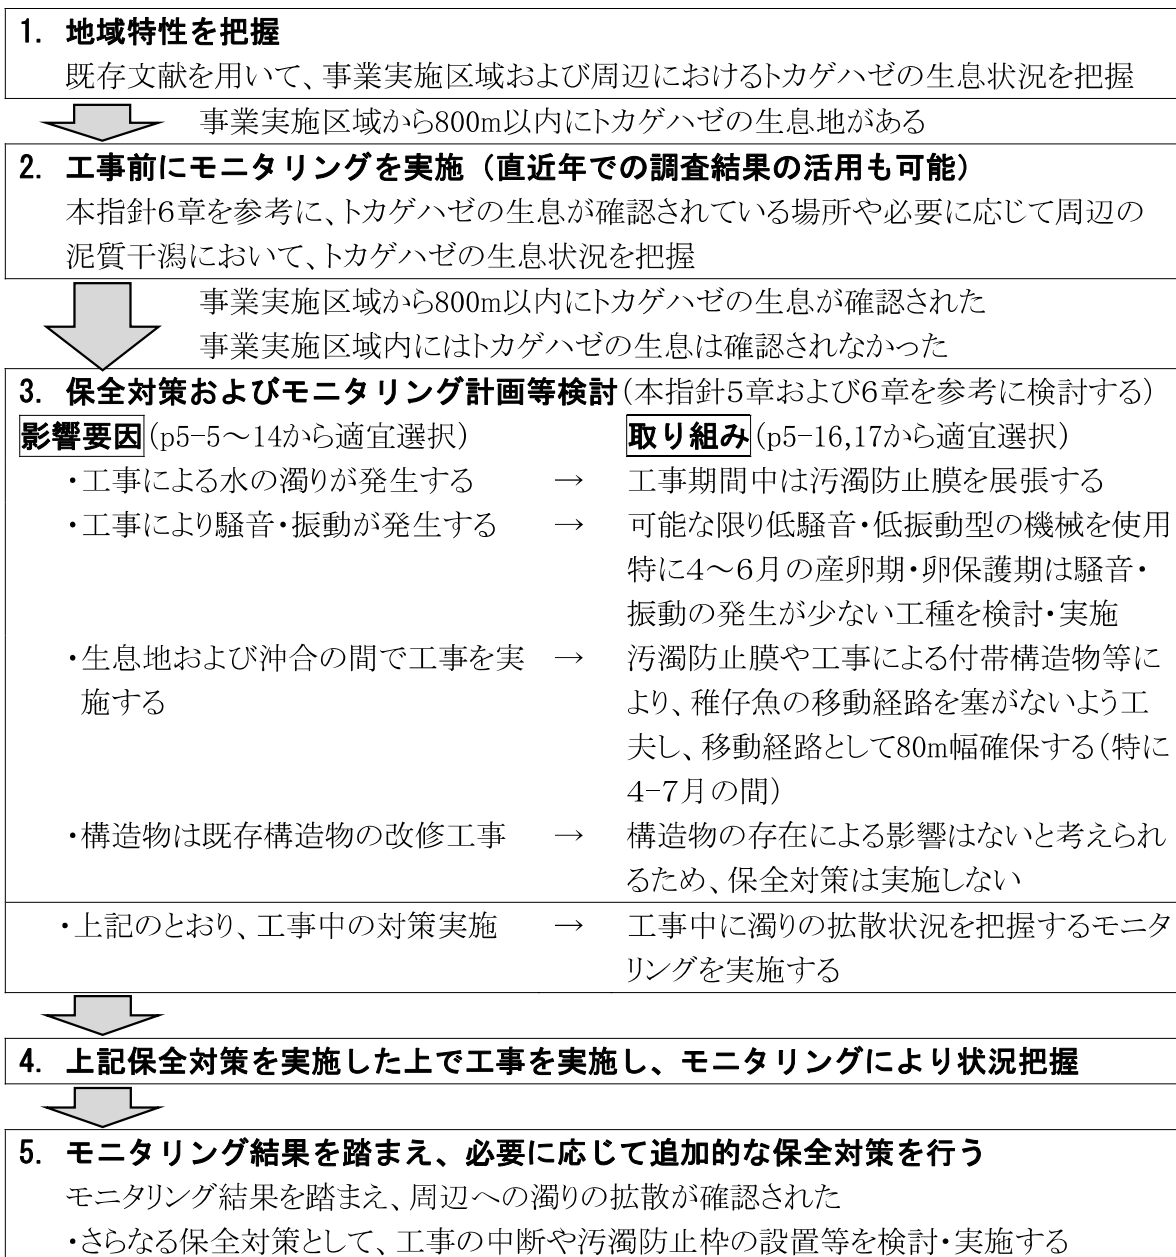 1. 地域特性を把握
既存文献を用いて、事業実施区域および周辺におけるトカゲハゼの生息状況を把握
事業実施区域から800m以内にトカゲハゼの生息地がある
2. 工事前にモニタリングを実施（直近年での調査結果の活用も可能）
本指針６章を参考に、トカゲハゼの生息が確認されている場所や必要に応じて周辺の
泥質干潟において、トカゲハゼの生息状況を把握
事業実施区域から800m以内にトカゲハゼの生息が確認された
事業実施区域内にはトカゲハゼの生息は確認されなかった
3. 保全対策およびモニタリング計画等検討(本指針５章および６章を参考に検討する)
影響要因(p5-5～14から適宜選択) 取り組み(p5-16,17から適宜選択)
・工事による水の濁りが発生する → 工事期間中は汚濁防止膜を展張する
・工事により騒音・振動が発生する → 可能な限り低騒音・低振動型の機械を使用
特に４～６月の産卵期・卵保護期は騒音・
振動の発生が少ない工種を検討・実施
・生息地および沖合の間で工事を実 → 汚濁防止膜や工事による付帯構造物等に
施する より、稚仔魚の移動経路を塞がないよう工
夫し、移動経路として80m幅確保する(特に
４-７月の間)
・構造物は既存構造物の改修工事 → 構造物の存在による影響はないと考えられ
るため、保全対策は実施しない
・上記のとおり、工事中の対策実施 → 工事中に濁りの拡散状況を把握するモニタ
リングを実施する
4. 上記保全対策を実施した上で工事を実施し、モニタリングにより状況把握
5. モニタリング結果を踏まえ、必要に応じて追加的な保全対策を行う
モニタリング結果を踏まえ、周辺への濁りの拡散が確認された
・さらなる保全対策として、工事の中断や汚濁防止枠の設置等を検討・実施する